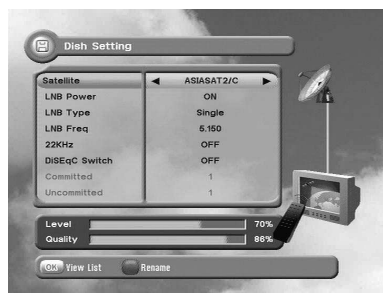 Dish Setting
Satellite ASIASAT2/C
LNB Power ON
LNB Type Single
LNB Freq 5.150
22KHz OFF
DiSEqC Switch OFF
Committed 1
Uncommitted 1
Level 70%
Quality 86%
OK View List Rename